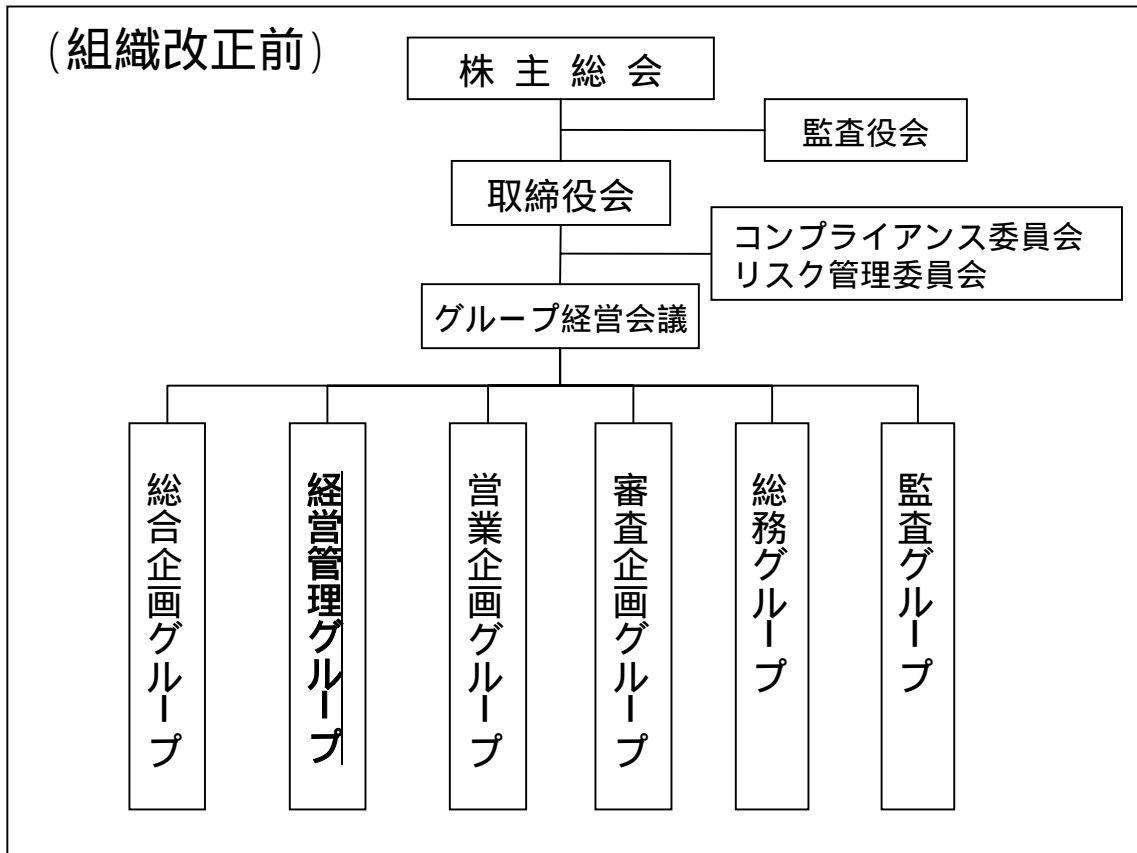 (組織改正前)
株主総会
監査役会
取締役会
コンプライアンス委員会
リスク管理委員会
グループ経営会議
総合企画グループ
経営管理グループ
営業企画グループ
審査企画グループ
総務グループ
監査グループ